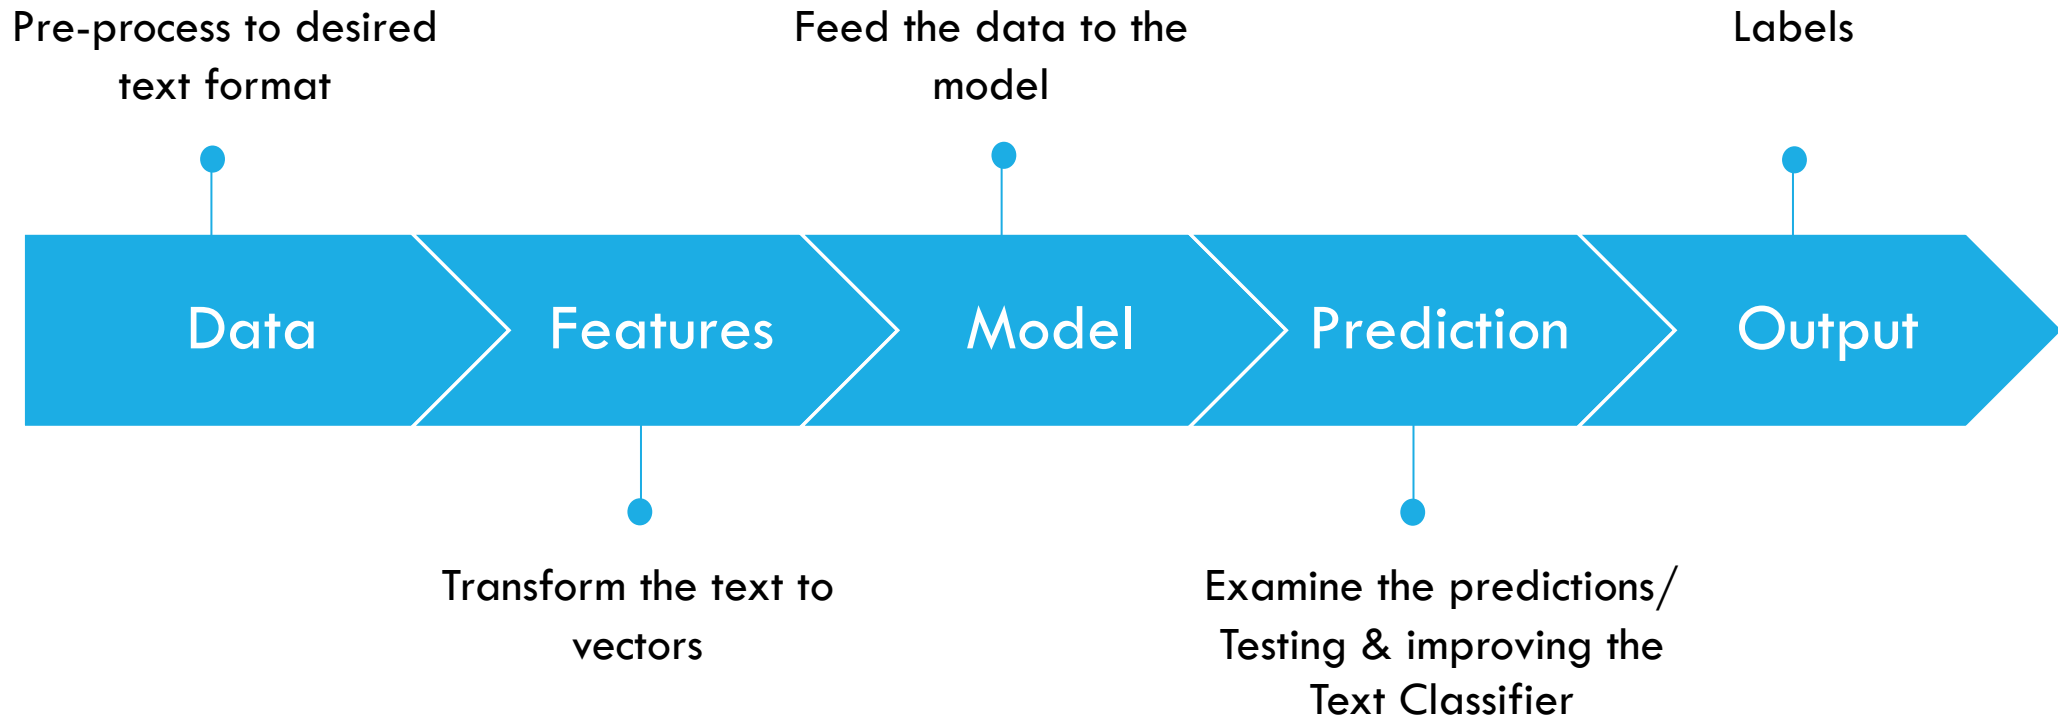 Pre-process to desired
text format
Feed the data to the
model
Labels
Data
Features
Model
Prediction
Output
Transform the text to
vectors
Examine the predictions/
Testing & improving the
Text Classifier